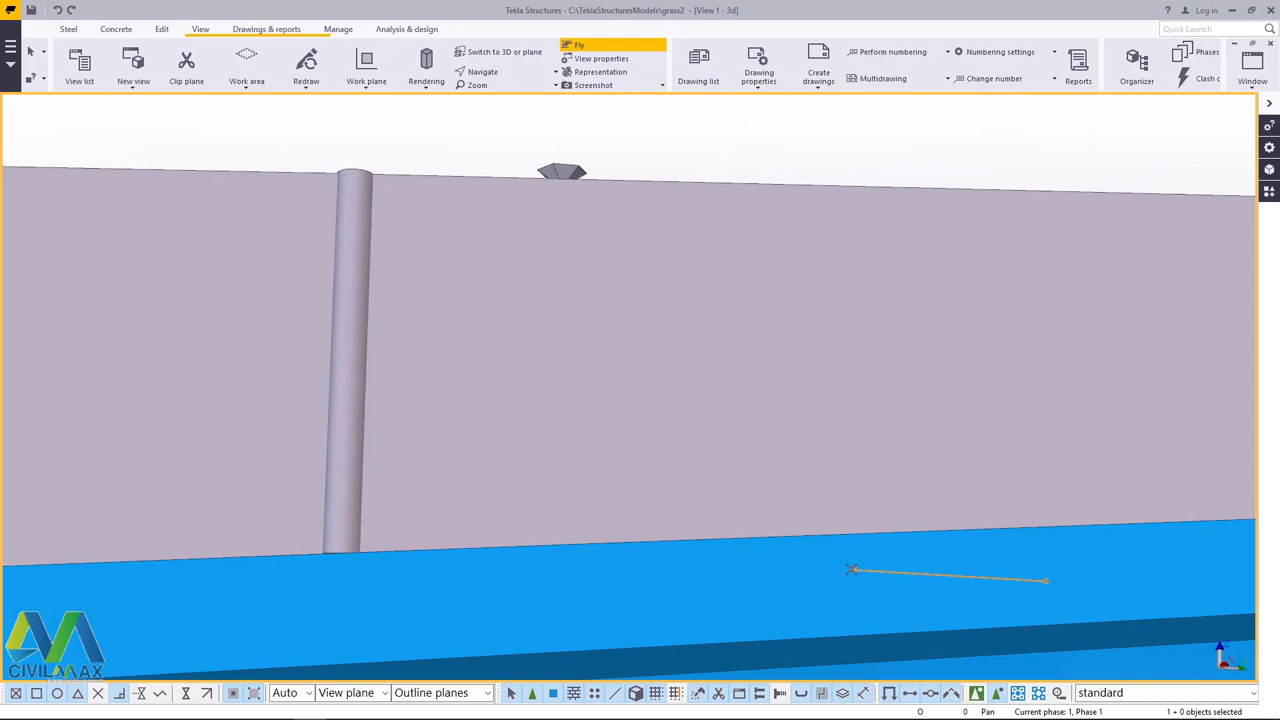 Tekla Structures - C:\TeklaStructuresModels\grass2 - [View 1 - 3d]
? Log in
Steel Concrete Edit View Drawings & reports Manage Analysis & design
Quick Launch
View list
New view
Clip plane
Work area
Redraw
Work plane
Rendering
Switch to 3D or plane
Navigate
Zoom
Fly
View properties
Representation
Screenshot
Drawing list
Drawing properties
Create drawings
Perform numbering
Multidrawing
Numbering settings
Change number
Reports
Organizer
Phases
Clash c
Window
CIVILMAX
Auto View plane Outline planes standard
O 0 Pan Current phase: 1, Phase 1 1 + 0 objects selected